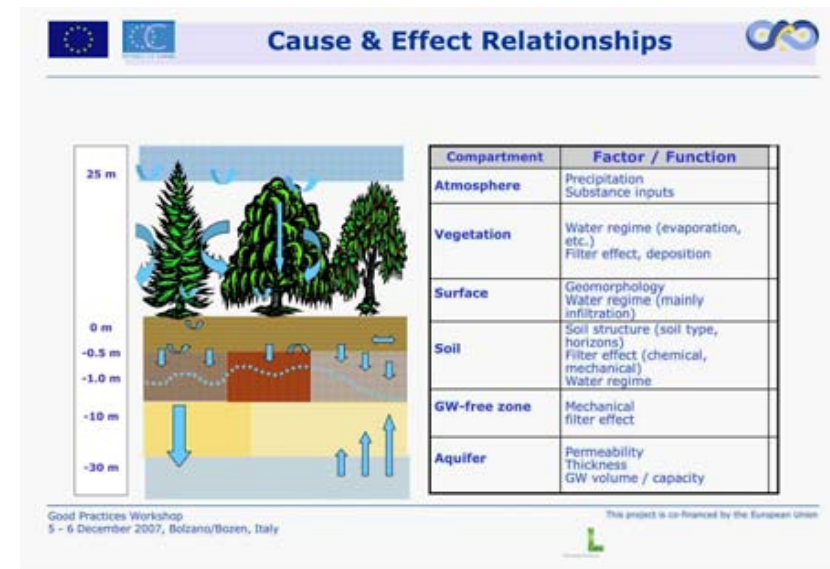 Cause & Effect Relationships
25 m
0 m
-0.5 m
-1.0 m
-10 m
-30 m
Compartment
Factor / Function
Atmosphere
Precipitation
Substance inputs
Vegetation
Water regime (evaporation,
etc.)
Filter effect, deposition
Surface
Geomorphology
Water regime (mainly
infiltration)
Soil
Soil structure (soil type,
horizons)
Filter effect (chemical,
mechanical)
Water regime
GW-free zone
Mechanical
filter effect
Aquifer
Permeability
Thickness
GW volume / capacity
Good Practices Workshop
5 - 6 December 2007, Bolzano/Bozen, Italy
This project is co-financed by the European Union
L